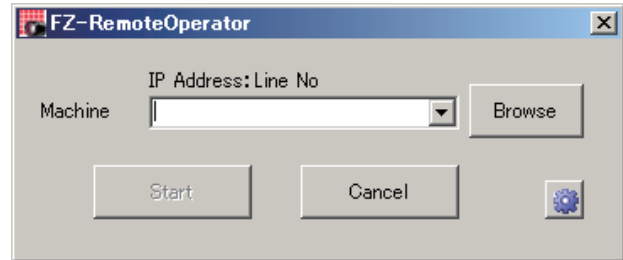 FZ-RemoteOperator
IP Address:Line No
Machine
Browse
Start
Cancel